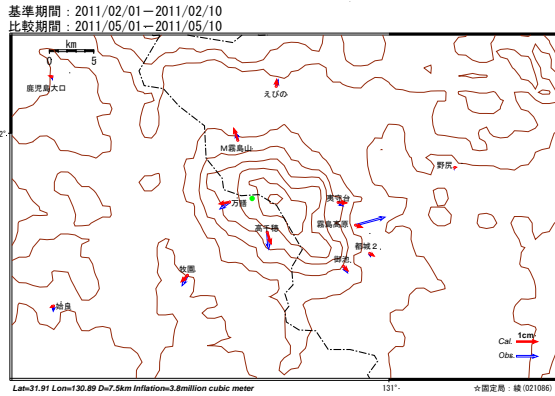 基準期間：2011/02/01－2011/02/10
比較期間：2011/05/01－2011/05/10
km
0 5
鹿児島大口
えびの
2°
M霧島山
野尻
万膳
夷守台
霧島高原
高千穂
都城２
御池
牧園
姶良
1cm
Cal.
Obs.
Lat=31.91 Lon=130.89 D=7.5km Inflation=3.8million cubic meter
131°
☆固定局：綾(021086)